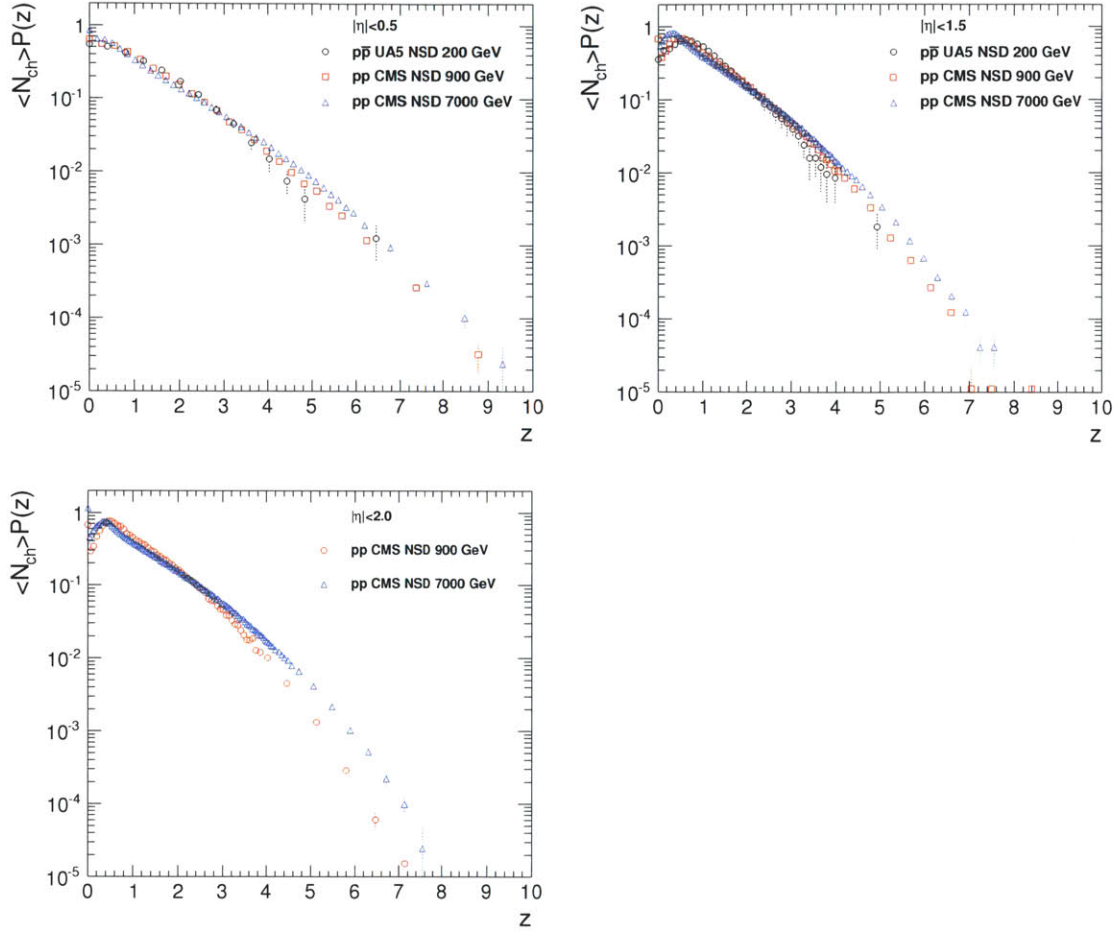 <N_ch>P(z)
|η|<0.5
pp̄ UA5 NSD 200 GeV
pp CMS NSD 900 GeV
pp CMS NSD 7000 GeV
1
10^-1
10^-2
10^-3
10^-4
10^-5
0 1 2 3 4 5 6 7 8 9 10
z
<N_ch>P(z)
|η|<1.5
pp̄ UA5 NSD 200 GeV
pp CMS NSD 900 GeV
pp CMS NSD 7000 GeV
1
10^-1
10^-2
10^-3
10^-4
10^-5
0 1 2 3 4 5 6 7 8 9 10
z
<N_ch>P(z)
|η|<2.0
pp CMS NSD 900 GeV
pp CMS NSD 7000 GeV
1
10^-1
10^-2
10^-3
10^-4
10^-5
0 1 2 3 4 5 6 7 8 9 10
z